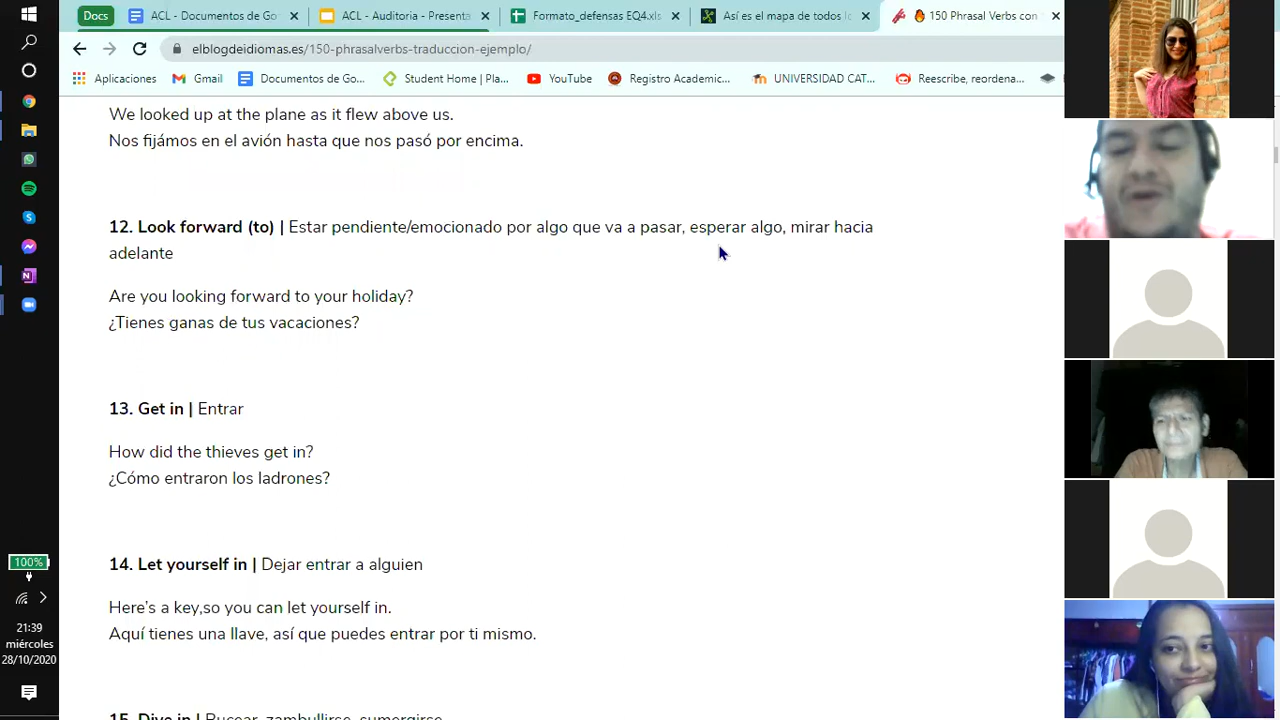 Docs
ACL - Documentos de Go
ACL - Auditoria - Presenta
Formato_defensas EQ4.xls
Así es el mapa de todos
150 Phrasal Verbs con
elblogdeidiomas.es/150-phrasalverbs-traduccion-ejemplo/
Aplicaciones
Gmail
Documentos de Go...
Student Home | Pla...
YouTube
Registro Academic...
UNIVERSIDAD CAT...
Reescribe, reordena...
We looked up at the plane as it flew above us.
Nos fijámos en el avión hasta que nos pasó por encima.
12. Look forward (to) | Estar pendiente/emocionado por algo que va a pasar, esperar algo, mirar hacia
adelante
Are you looking forward to your holiday?
¿Tienes ganas de tus vacaciones?
13. Get in | Entrar
How did the thieves get in?
¿Cómo entraron los ladrones?
14. Let yourself in | Dejar entrar a alguien
Here's a key,so you can let yourself in.
Aquí tienes una llave, así que puedes entrar por ti mismo.
15. Dive in | Bucear, zambullirse, sumergirse
100%
21:39
miércoles
28/10/2020